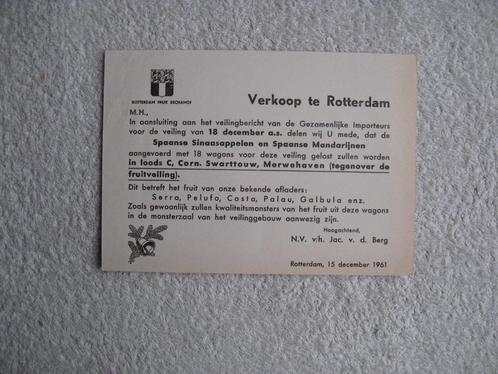 ROTTERDAM FRUIT EXCHANGE
Verkoop te Rotterdam
M.H.,
In aansluiting aan het veilingbericht van de Gezamenlijke Importeurs
voor de veiling van 18 december a.s. delen wij U mede, dat de
Spaanse Sinaasappelen en Spaanse Mandarijnen
aangevoerd met 18 wagons voor deze veiling gelost zullen worden
in loods C, Corn. Swarttouw, Merwehaven (tegenover de
fruitveiling).
Dit betreft het fruit van onze bekende afladers:
Serra, Pelufo, Costa, Palau, Galbula enz.
Zoals gewoonlijk zullen kwaliteitsmonsters van het fruit uit deze wagons
in de monsterzaal van het veilinggebouw aanwezig zijn.
Hoogachtend,
N.V. v/h. Jac. v. d. Berg
Rotterdam, 15 december 1961